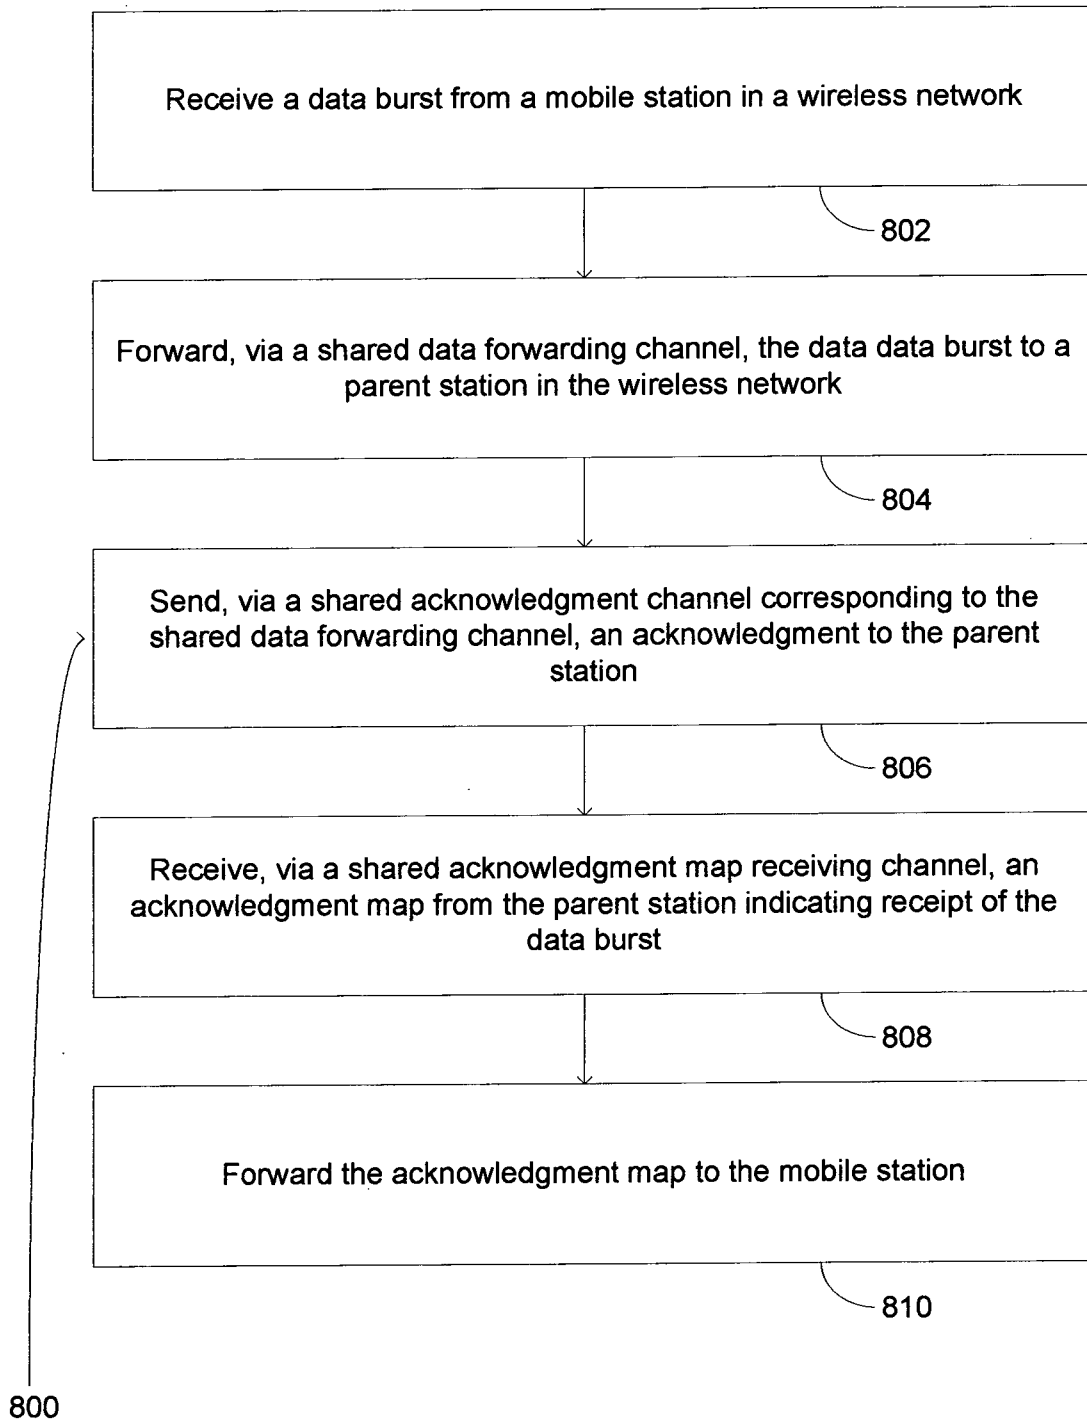 Receive a data burst from a mobile station in a wireless network
802
Forward, via a shared data forwarding channel, the data data burst to a
parent station in the wireless network
804
Send, via a shared acknowledgment channel corresponding to the
shared data forwarding channel, an acknowledgment to the parent
station
806
Receive, via a shared acknowledgment map receiving channel, an
acknowledgment map from the parent station indicating receipt of the
data burst
808
Forward the acknowledgment map to the mobile station
810
800